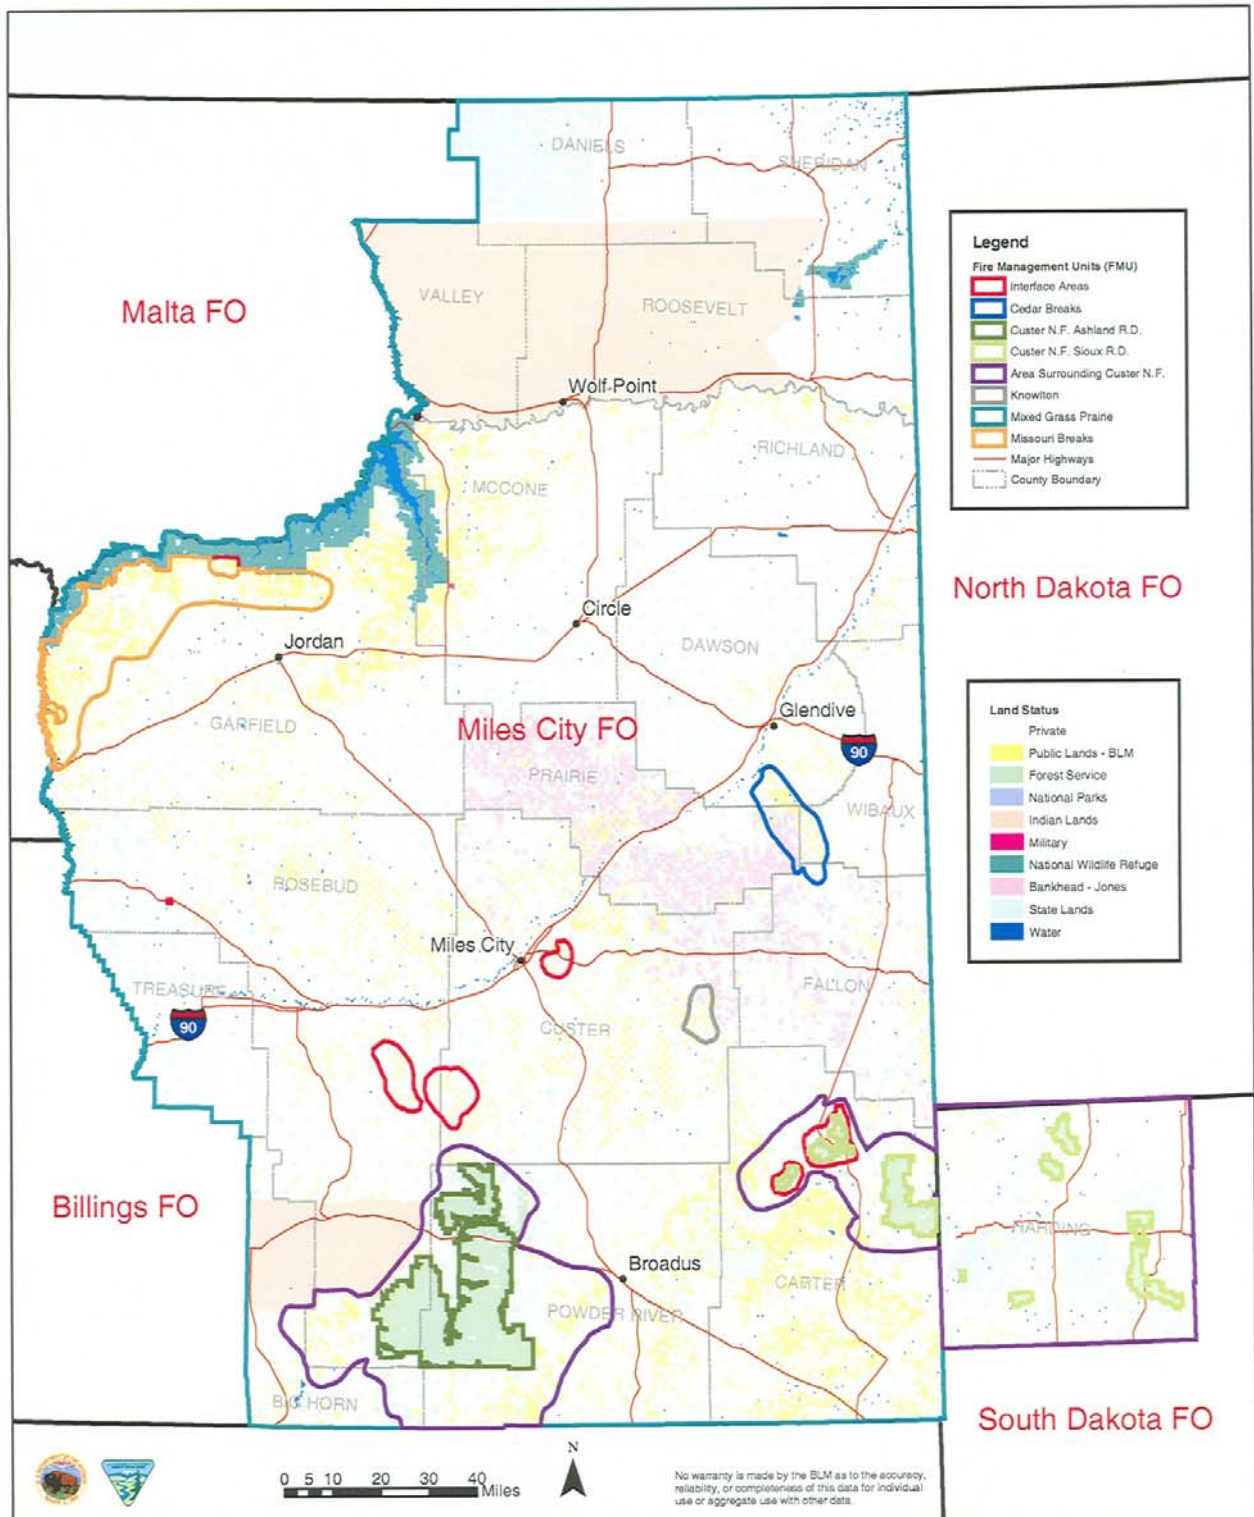 DANIELS
SHERIDAN
Malta FO
VALLEY
ROOSEVELT
Legend
Fire Management Units (FMU)
Interface Areas
Cedar Breaks
Custer N.F. Ashland R.D.
Custer N.F. Sioux R.D.
Area Surrounding Custer N.F.
Knowlton
Mixed Grass Prairie
Missouri Breaks
Major Highways
County Boundary
Wolf Point
RICHLAND
MCCONE
North Dakota FO
Circle
Jordan
DAWSON
GARFIELD
Miles City FO
Glendive
90
PRAIRIE
WIBAUX
Land Status
Private
Public Lands - BLM
Forest Service
National Parks
Indian Lands
Military
National Wildlife Refuge
Bankhead - Jones
State Lands
Water
ROSEBUD
Miles City
TREASURE
90
FALLON
CUSTER
Billings FO
HARDING
Broadus
CARTER
POWDER RIVER
BIG HORN
South Dakota FO
N
0 5 10 20 30 40
Miles
No warranty is made by the BLM as to the accuracy,
reliability, or completeness of this data for individual
use or aggregate use with other data.